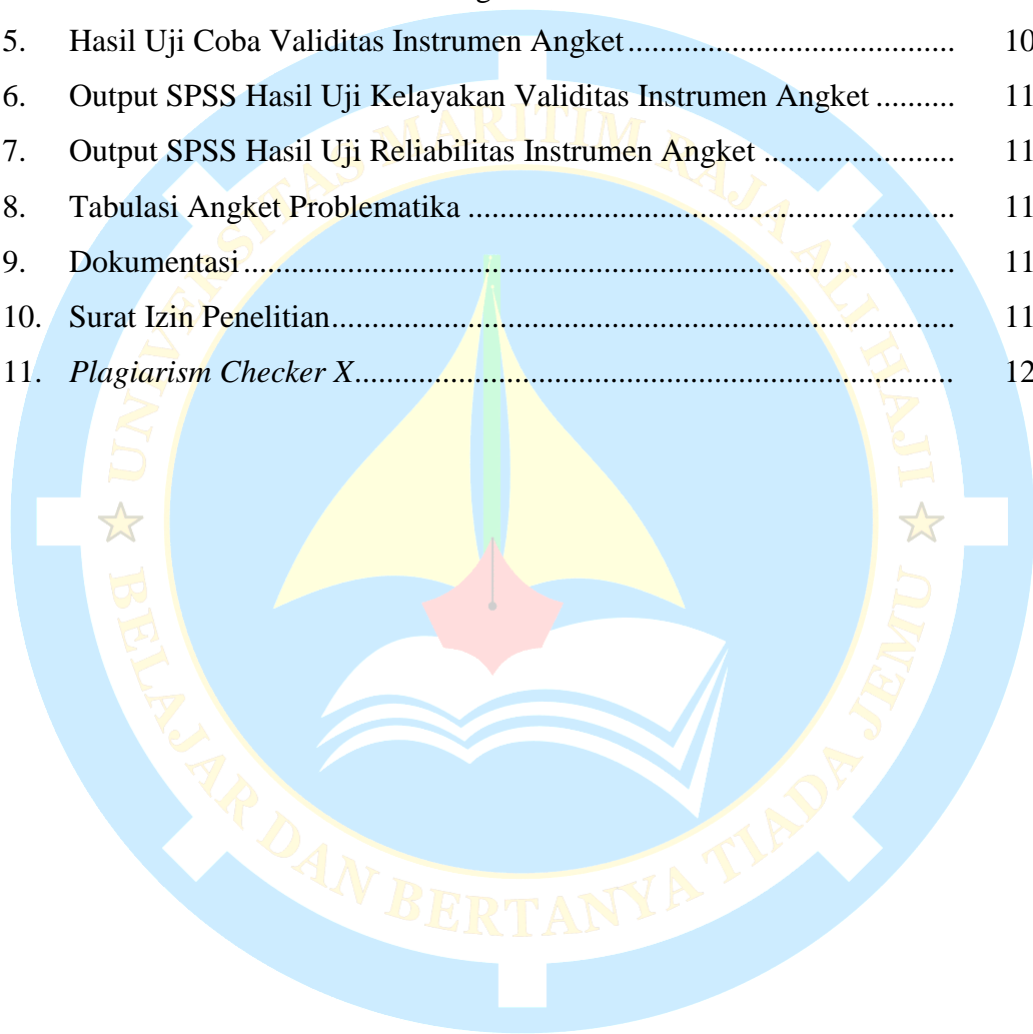 5. Hasil Uji Coba Validitas Instrumen Angket ......................................... 10
6. Output SPSS Hasil Uji Kelayakan Validitas Instrumen Angket .......... 11
7. Output SPSS Hasil Uji Reliabilitas Instrumen Angket ........................ 11
8. Tabulasi Angket Problematika ............................................................. 11
9. Dokumentasi ......................................................................................... 11
10. Surat Izin Penelitian .............................................................................. 11
11. Plagiarism Checker X ........................................................................... 12
UNIVERSITAS MARITIM RAJA ALI HAJI
BELAJAR DAN BERTANYA TIADA JEMU